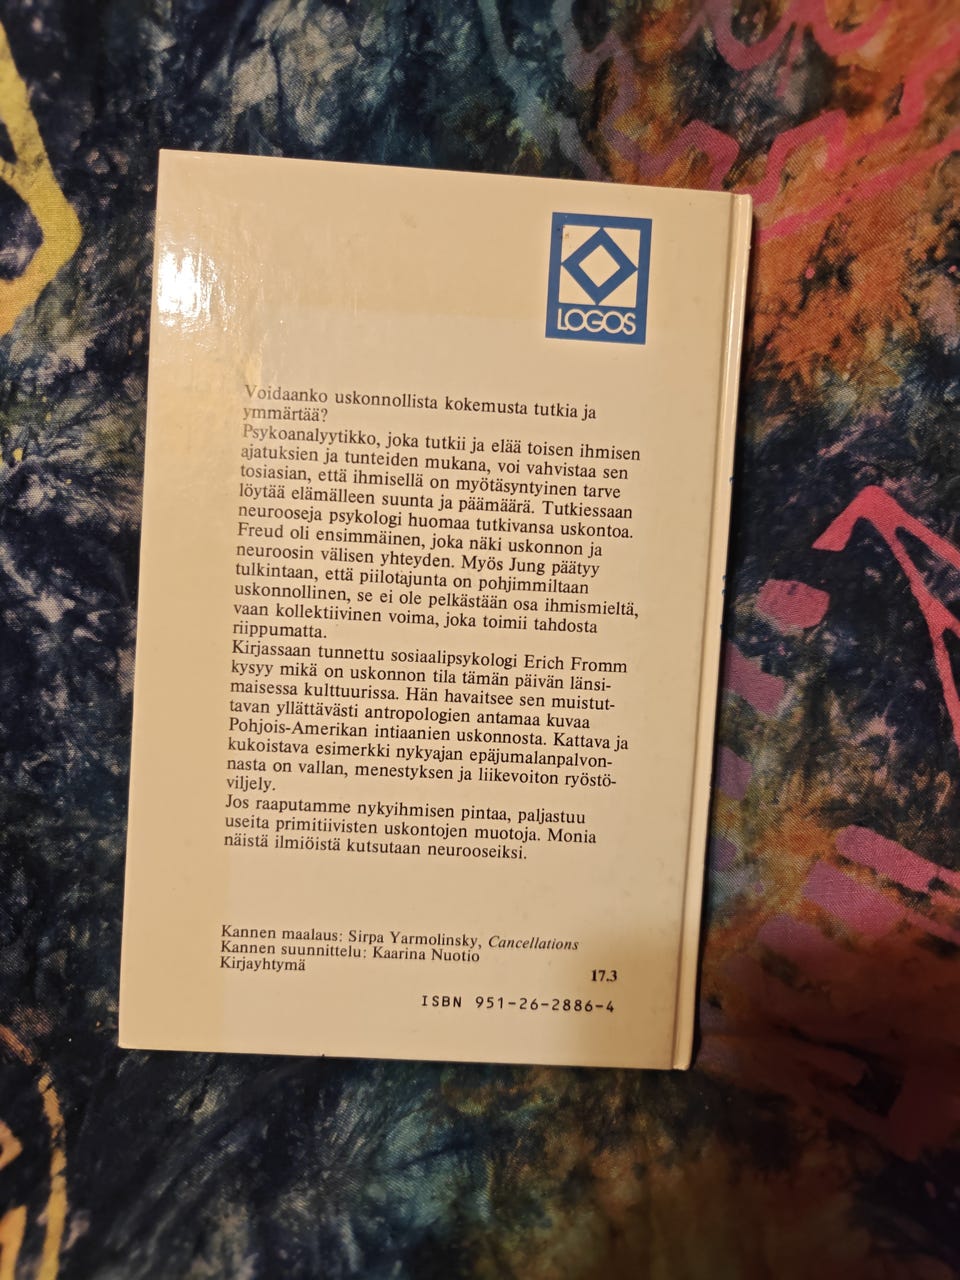 LOGOS
Voidaanko uskonnollista kokemusta tutkia ja
ymmärtää?
Psykoanalyytikko, joka tutkii ja elää toisen ihmisen
ajatuksien ja tunteiden mukana, voi vahvistaa sen
tosiasian, että ihmisellä on myötäsyntyinen tarve
löytää elämälleen suunta ja päämäärä. Tutkiessaan
neurooseja psykologi huomaa tutkivansa uskontoa.
Freud oli ensimmäinen, joka näki uskonnon ja
neuroosin välisen yhteyden. Myös Jung päätyy
tulkintaan, että piilotajunta on pohjimmiltaan
uskonnollinen, se ei ole pelkästään osa ihmismieltä,
vaan kollektiivinen voima, joka toimii tahdosta
riippumatta.
Kirjassaan tunnettu sosiaalipsykologi Erich Fromm
kysyy mikä on uskonnon tila tämän päivän länsi-
maisessa kulttuurissa. Hän havaitsee sen muistut-
tavan yllättävästi antropologien antamaa kuvaa
Pohjois-Amerikan intiaanien uskonnosta. Kattava ja
kukoistava esimerkki nykyajan epäjumalanpalvon-
nasta on vallan, menestyksen ja liikevoiton ryöstö-
viljely.
Jos raaputamme nykyihmisen pintaa, paljastuu
useita primitiivisten uskontojen muotoja. Monia
näistä ilmiöistä kutsutaan neurooseiksi.
Kannen maalaus: Sirpa Yarmolinsky, Cancellations
Kannen suunnittelu: Kaarina Nuotio
Kirjayhtymä
17.3
ISBN 951-26-2886-4